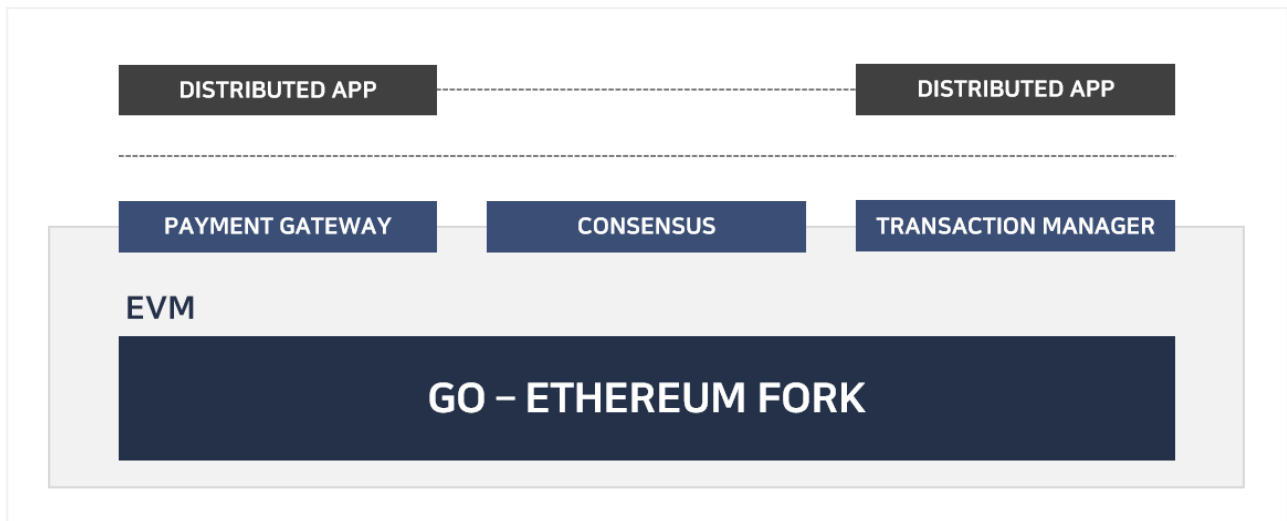 DISTRIBUTED APP
DISTRIBUTED APP
PAYMENT GATEWAY
CONSENSUS
TRANSACTION MANAGER
EVM
GO – ETHEREUM FORK